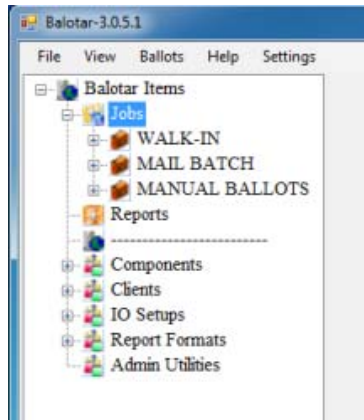 Balotar-3.0.5.1
File View Ballots Help Settings
Balotar Items
Jobs
WALK-IN
MAIL BATCH
MANUAL BALLOTS
Reports
--------------------------
Components
Clients
IO Setups
Report Formats
Admin Utilities